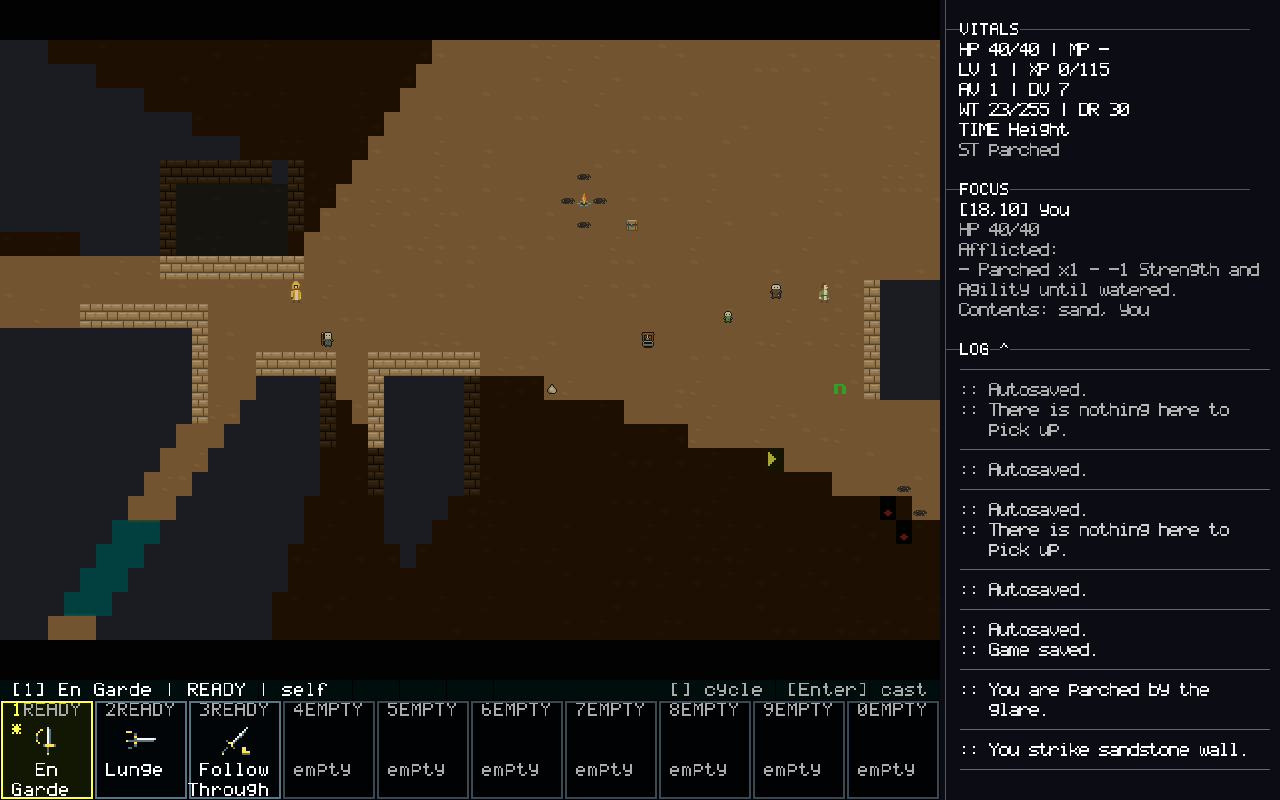 VITALS
HP 40/40 | MP -
LV 1 | XP 0/115
AV 1 | DV 7
WT 23/255 | DR 30
TIME Height
ST Parched
FOCUS
[18,10] You
HP 40/40
Afflicted:
- Parched x1 - -1 Strength and
Agility until watered.
Contents: sand, You
LOG ^
:: Autosaved.
:: There is nothing here to
Pick up.
:: Autosaved.
:: Autosaved.
:: There is nothing here to
Pick up.
:: Autosaved.
:: Autosaved.
:: Game saved.
:: You are Parched by the
glare.
:: You strike sandstone wall.
n
[1] En Garde | READY | self
[] cycle [Enter] cast
1READY 2READY 3READY 4EMPTY 5EMPTY 6EMPTY 7EMPTY 8EMPTY 9EMPTY 0EMPTY
*
En Lunge Follow empty empty empty empty empty empty empty
Garde Through